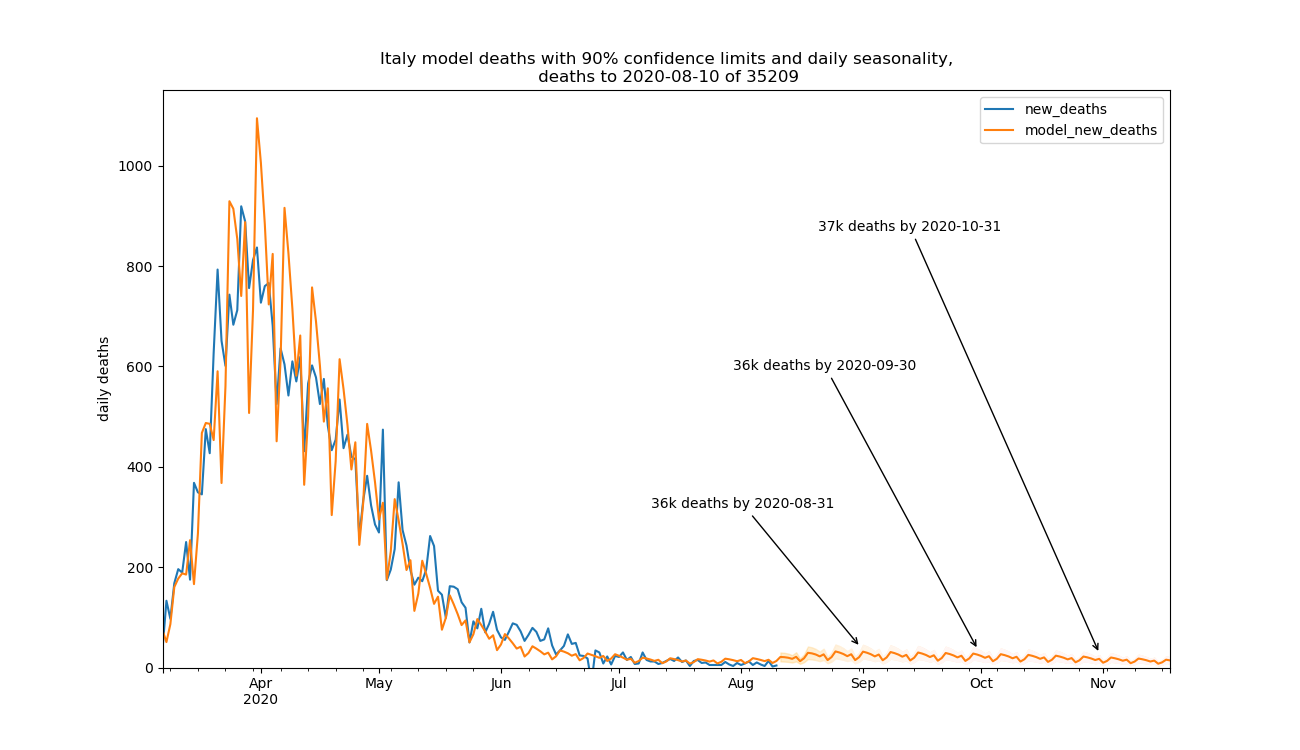 Italy model deaths with 90% confidence limits and daily seasonality,
deaths to 2020-08-10 of 35209
new_deaths
model_new_deaths
1000
800
600
400
200
0
daily deaths
37k deaths by 2020-10-31
36k deaths by 2020-09-30
36k deaths by 2020-08-31
Apr
2020
May
Jun
Jul
Aug
Sep
Oct
Nov